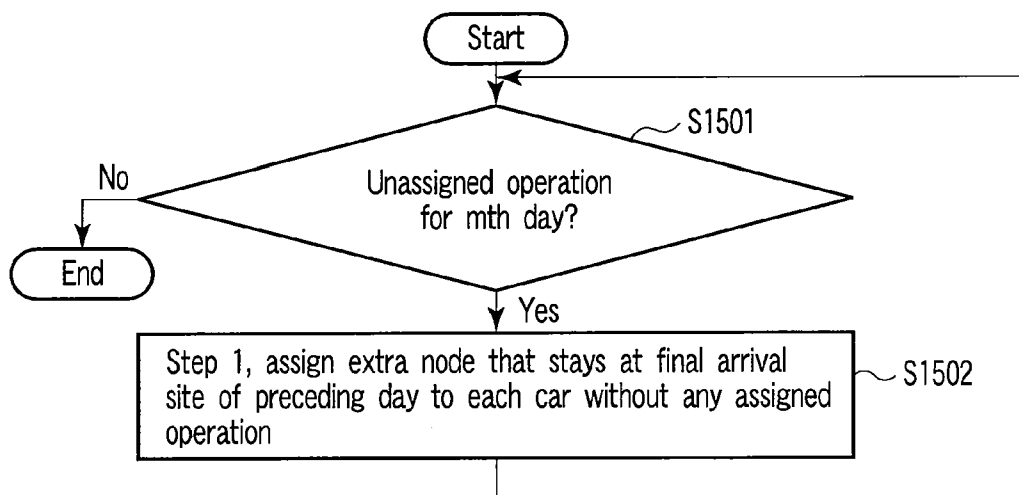 Start
S1501
Unassigned operation
for mth day?
No
End
Yes
Step 1, assign extra node that stays at final arrival
site of preceding day to each car without any assigned
operation
S1502